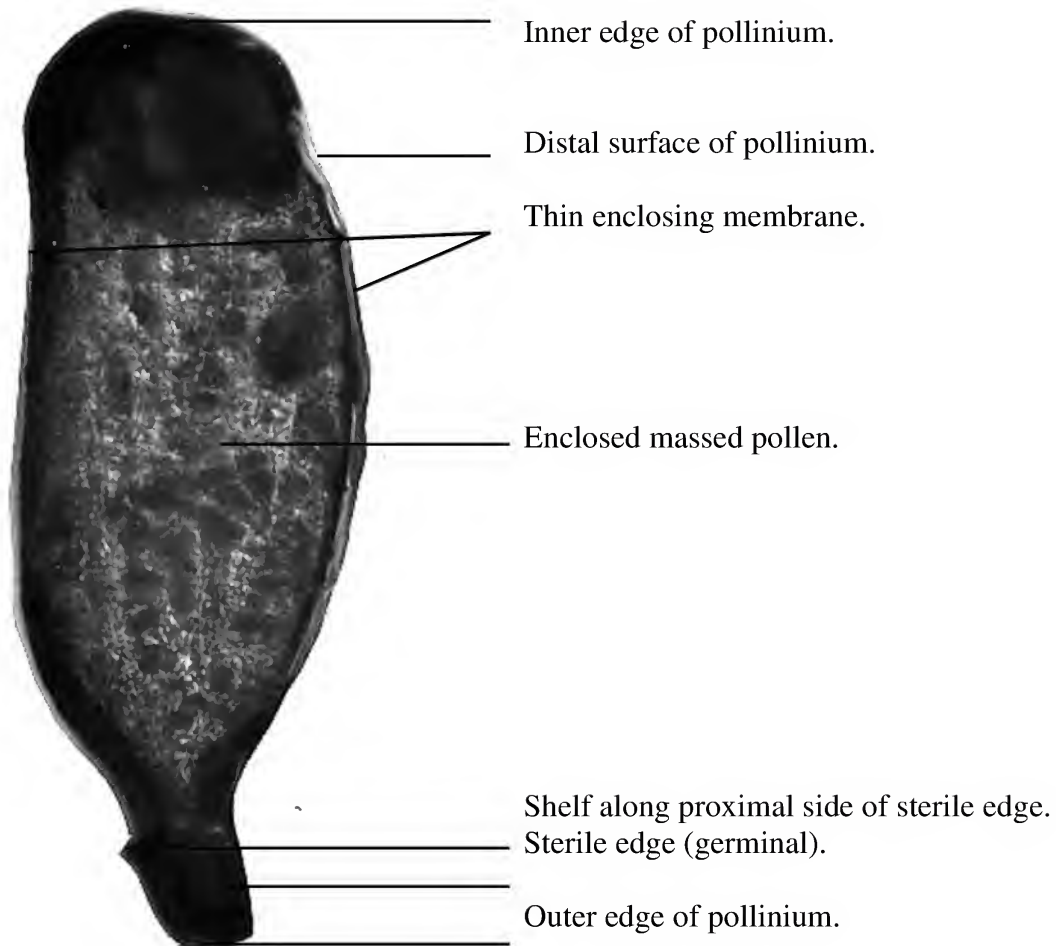 Inner edge of pollinium.
Distal surface of pollinium.
Thin enclosing membrane.
Enclosed massed pollen.
Shelf along proximal side of sterile edge.
Sterile edge (germinal).
Outer edge of pollinium.